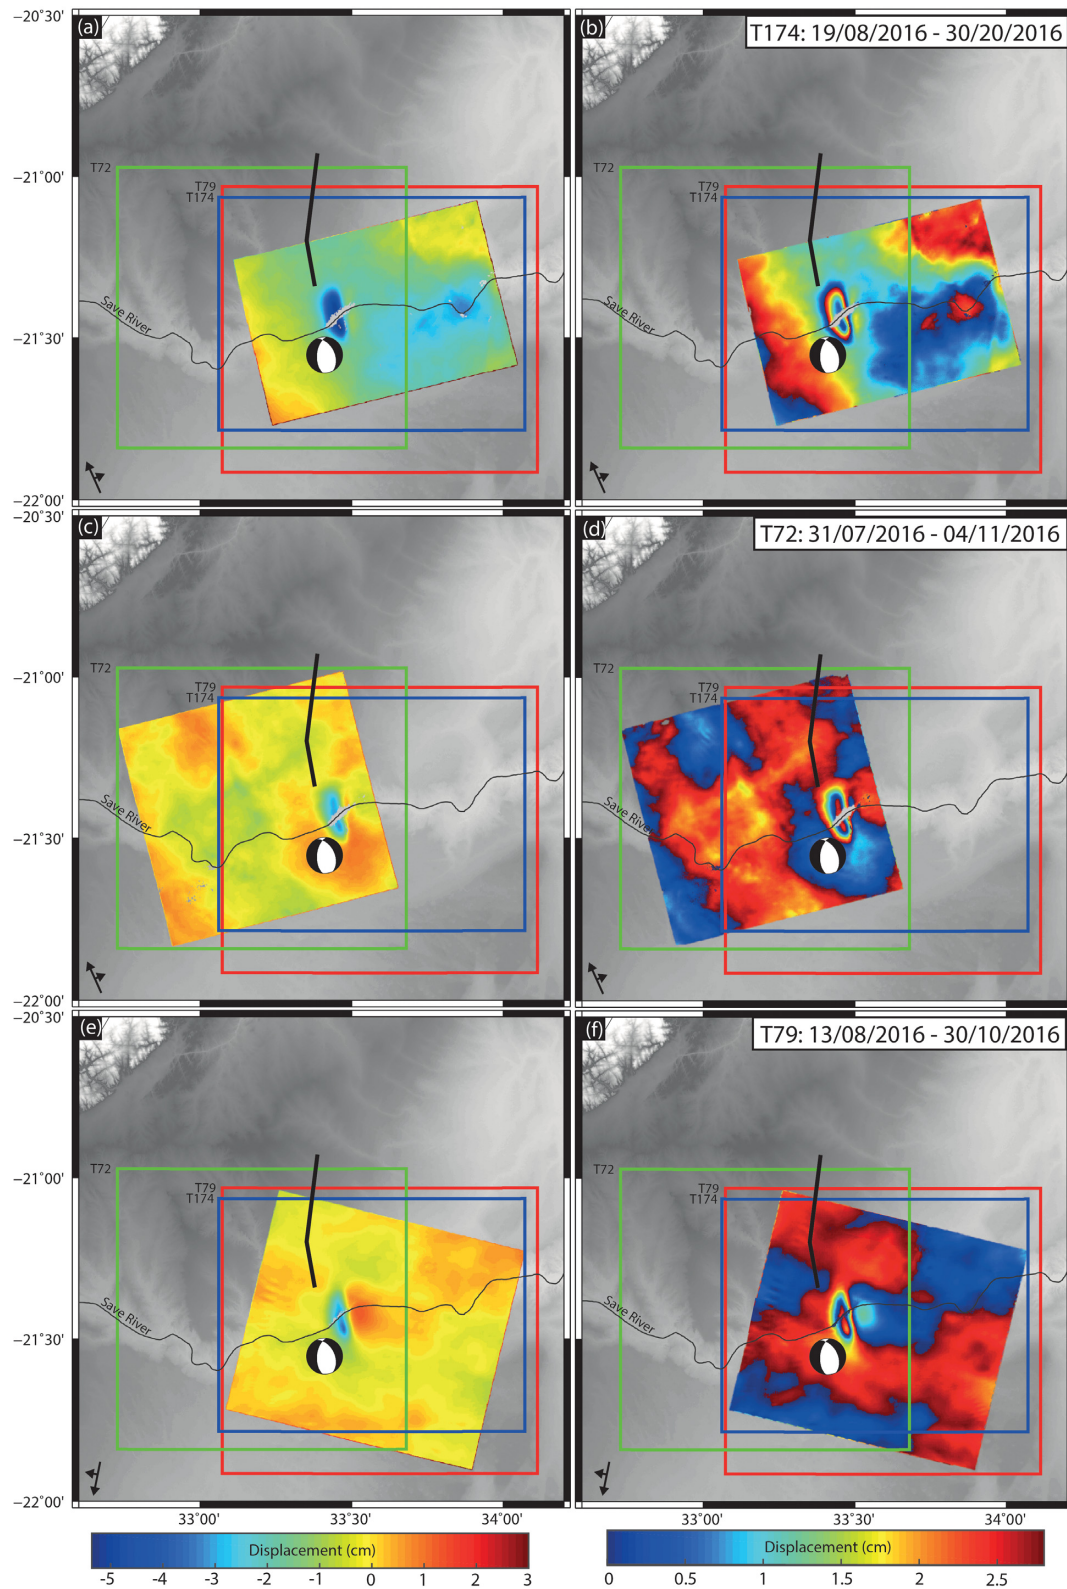 (a)
(b)
T174: 19/08/2016 - 30/20/2016
−20°30'
−21°00'
−21°30'
−22°00'
T72
T79
T174
Save River
T72
T79
T174
Save River
(c)
(d)
T72: 31/07/2016 - 04/11/2016
−20°30'
−21°00'
−21°30'
−22°00'
T72
T79
T174
Save River
T72
T79
T174
Save River
(e)
(f)
T79: 13/08/2016 - 30/10/2016
−20°30'
−21°00'
−21°30'
−22°00'
T72
T79
T174
Save River
T72
T79
T174
Save River
33°00' 33°30' 34°00' 33°00' 33°30' 34°00'
Displacement (cm)
-5 -4 -3 -2 -1 0 1 2 3
Displacement (cm)
0 0.5 1 1.5 2 2.5